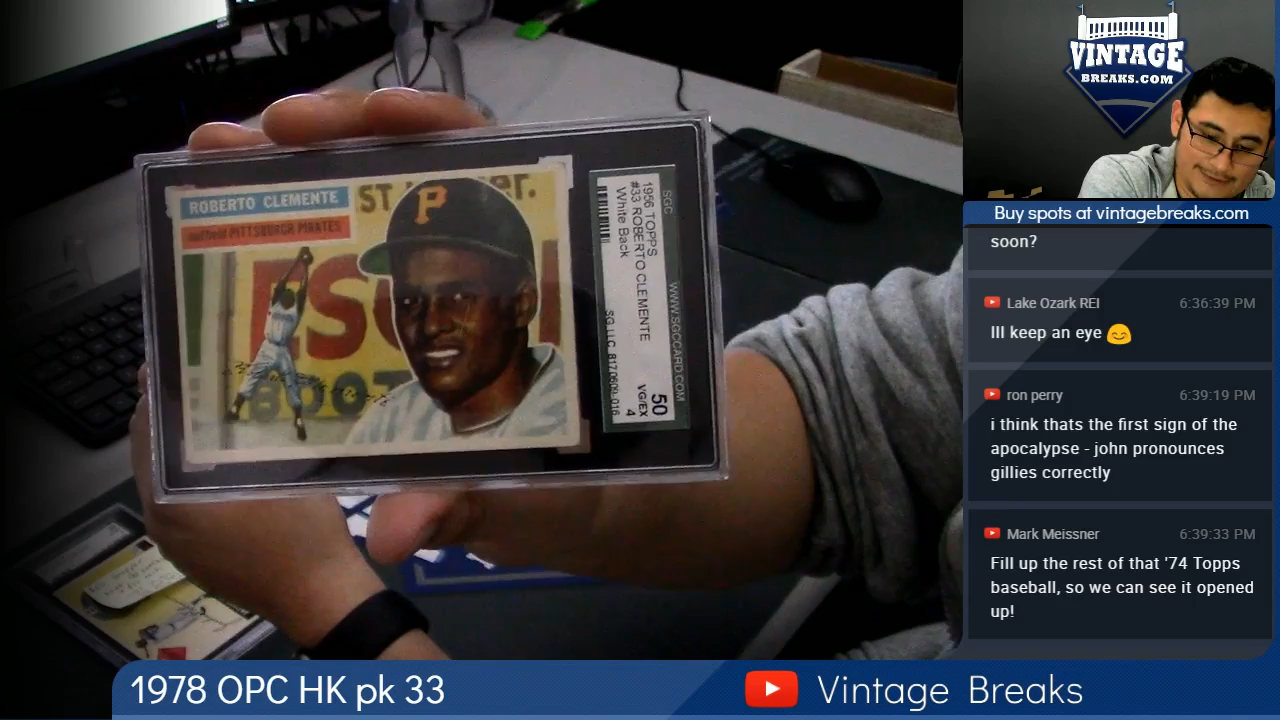 ROBERTO CLEMENTE
outfield PITTSBURGH PIRATES
P
ESQ
BOOT
SGC
1956 TOPPS
#33 ROBERTO CLEMENTE
White Back
50
VG/EX
4
WWW.SGCCARD.COM
VINTAGE
BREAKS.COM
Buy spots at vintagebreaks.com
soon?
Lake Ozark REI 6:36:39 PM
Ill keep an eye 😊
ron perry 6:39:19 PM
i think thats the first sign of the
apocalypse - john pronounces
gillies correctly
Mark Meissner 6:39:33 PM
Fill up the rest of that '74 Topps
baseball, so we can see it opened
up!
1978 OPC HK pk 33
Vintage Breaks